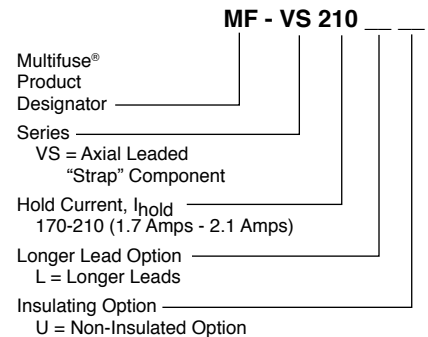 MF - VS 210 __ __
Multifuse®
Product
Designator
Series
VS = Axial Leaded
“Strap” Component
Hold Current, Ihold
170-210 (1.7 Amps - 2.1 Amps)
Longer Lead Option
L = Longer Leads
Insulating Option
U = Non-Insulated Option